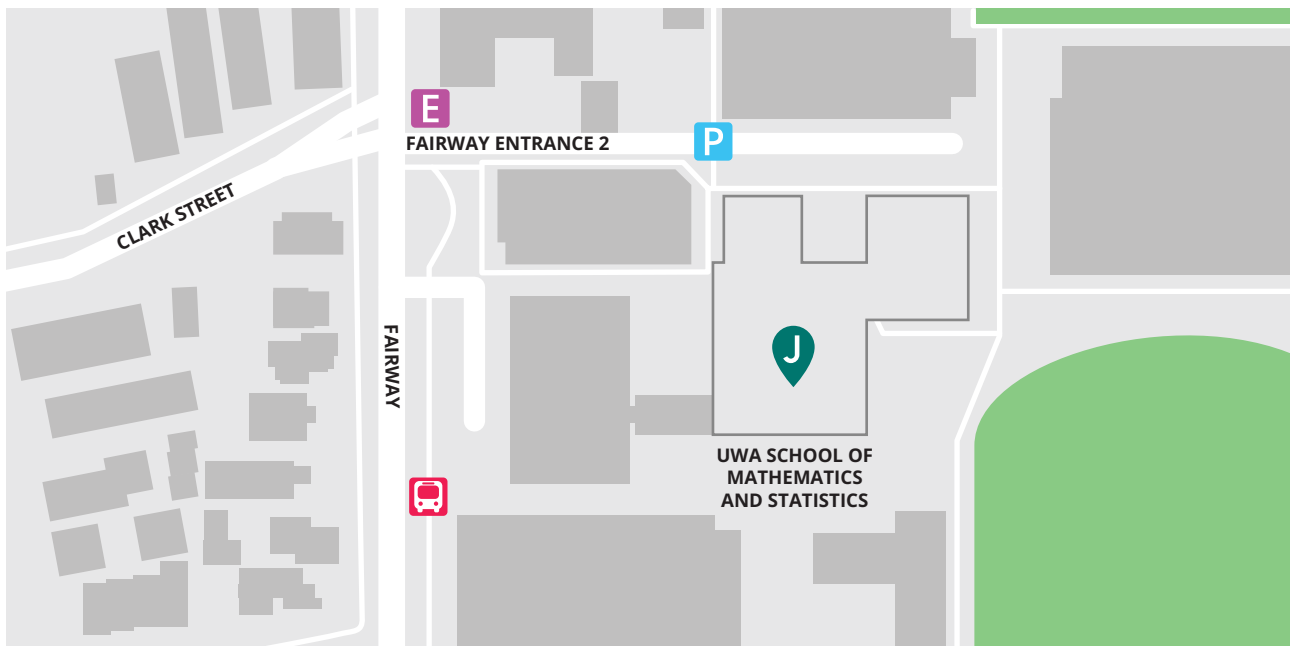 E
FAIRWAY ENTRANCE 2
P
CLARK STREET
FAIRWAY
J
UWA SCHOOL OF
MATHEMATICS
AND STATISTICS